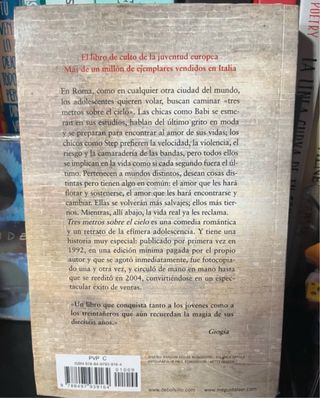 El libro de culto de la juventud europea
Más de un millón de ejemplares vendidos en Italia
En Roma, como en cualquier otra ciudad del mundo,
los adolescentes quieren volar, buscan caminar «tres
metros sobre el cielo». Las chicas como Babi se esme-
ran en sus estudios, hablan del último grito en moda
y se preparan para encontrar al amor de sus vidas; los
chicos como Step prefieren la velocidad, la violencia, el
riesgo y la camaradería de las bandas, pero todos ellos
se implican en la vida como si cada segundo fuera el úl-
timo. Pertenecen a mundos distintos, desean cosas dis-
tintas pero tienen algo en común: el amor que les hará
flotar y sostenerse, el amor que les hará encontrarse y
cambiar. Ellas se volverán más salvajes; ellos más tier-
nos. Mientras, allí abajo, la vida real ya les reclama.
Tres metros sobre el cielo es una comedia romántica
y un retrato de la efímera adolescencia. Y tiene una
historia muy especial: publicado por primera vez en
1992, en una edición mínima pagada por el propio
autor y que se agotó inmediatamente, fue fotocopia-
do una y otra vez, y circuló de mano en mano hasta
que se reeditó en 2004, convirtiéndose en un espec-
tacular éxito de ventas.
«Un libro que conquista tanto a los jóvenes como a
los treintañeros que aún recuerdan la magia de sus
dieciséis años.»
Giogia
PVP C
01069
POETRY